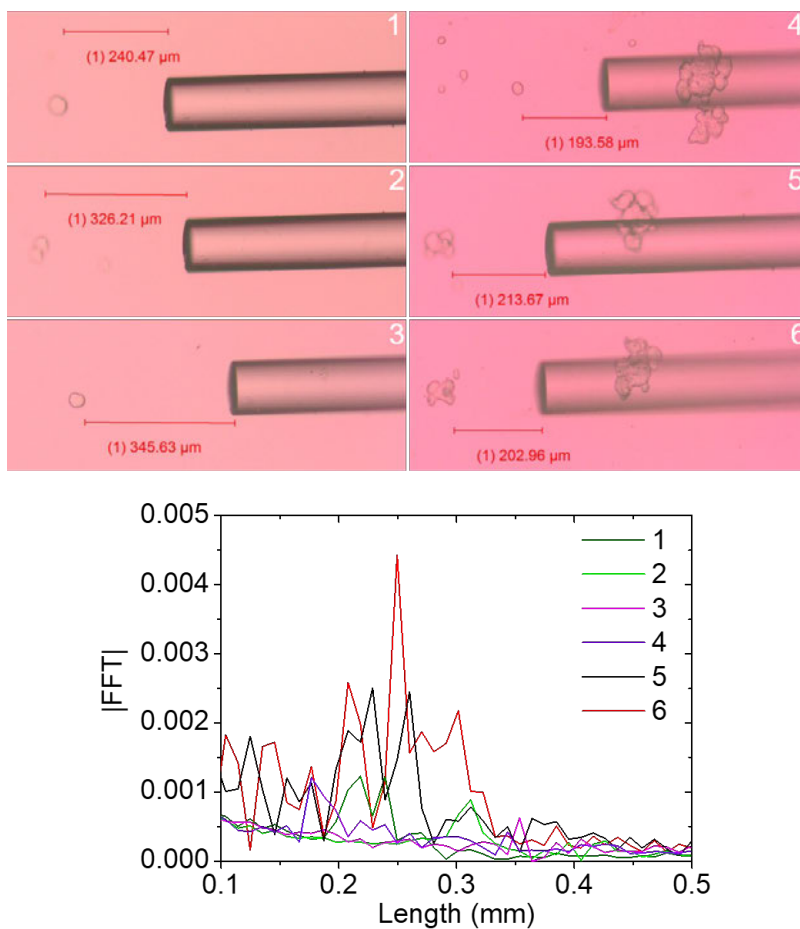 1
(1) 240.47 µm
2
(1) 326.21 µm
3
(1) 345.63 µm
4
(1) 193.58 µm
5
(1) 213.67 µm
6
(1) 202.96 µm
0.005
0.004
0.003
0.002
0.001
0.000
|FFT|
1
2
3
4
5
6
0.1 0.2 0.3 0.4 0.5
Length (mm)